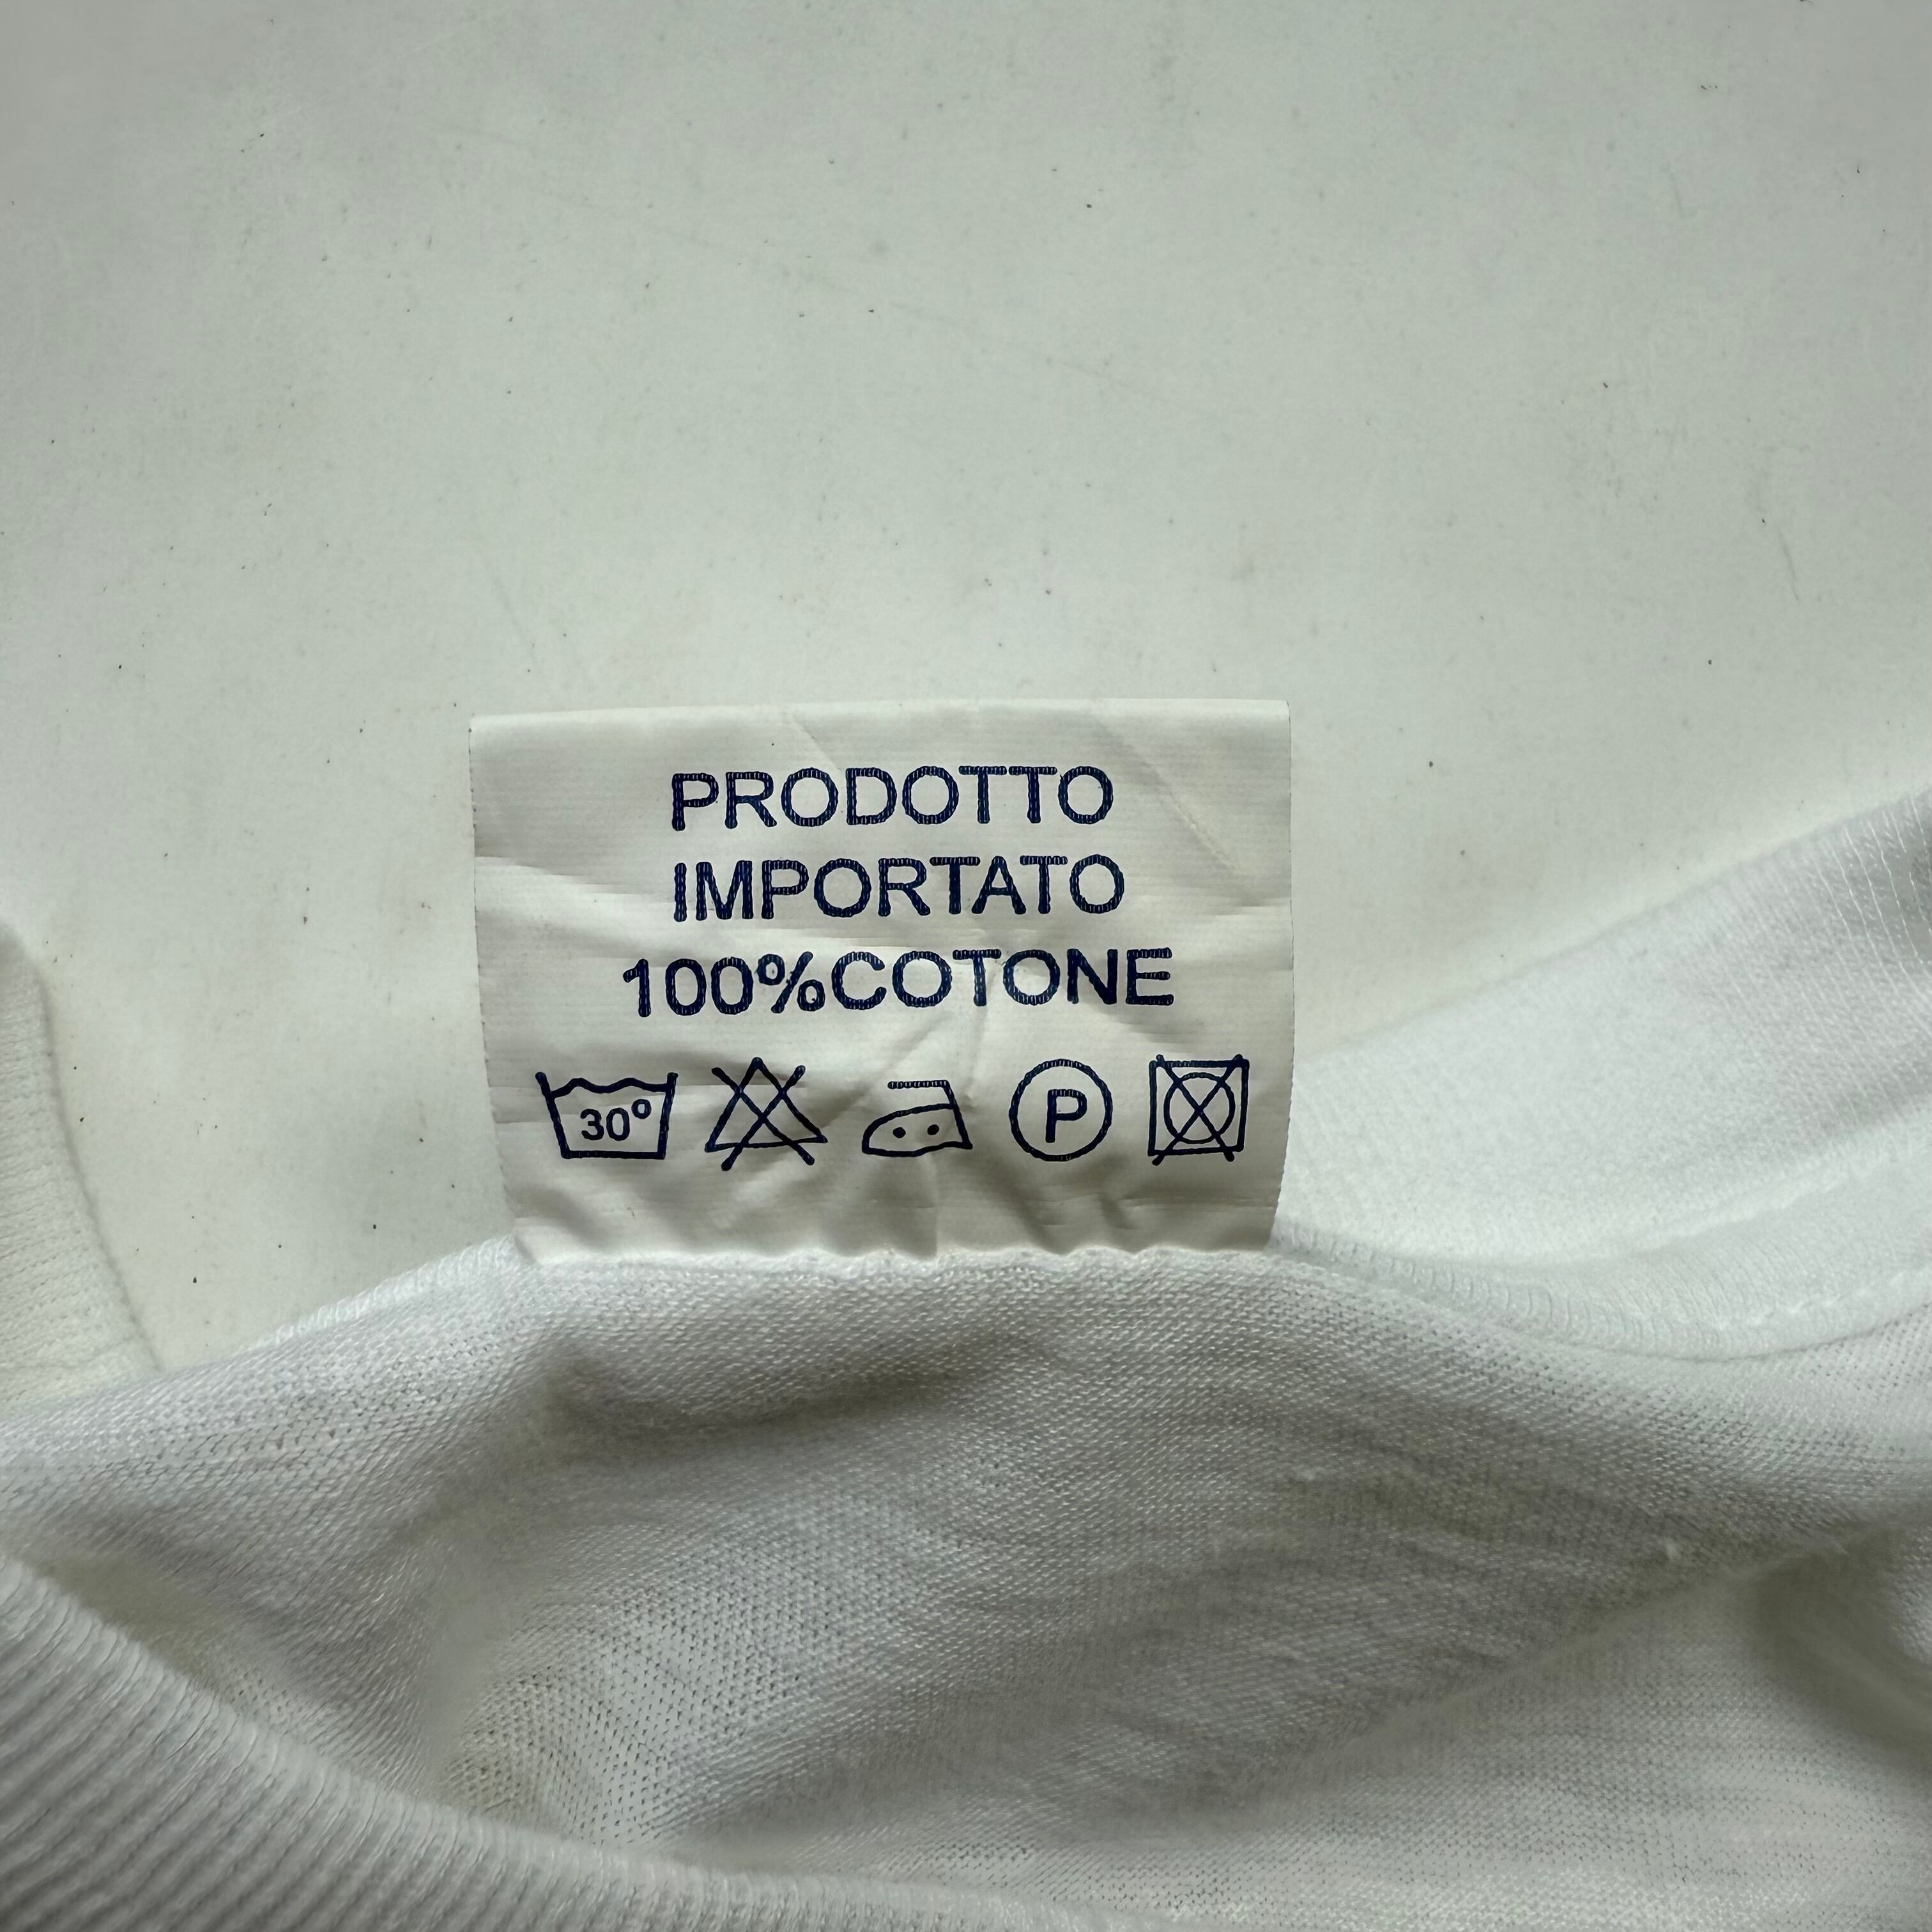 PRODOTTO
IMPORTATO
100%COTONE
30° P